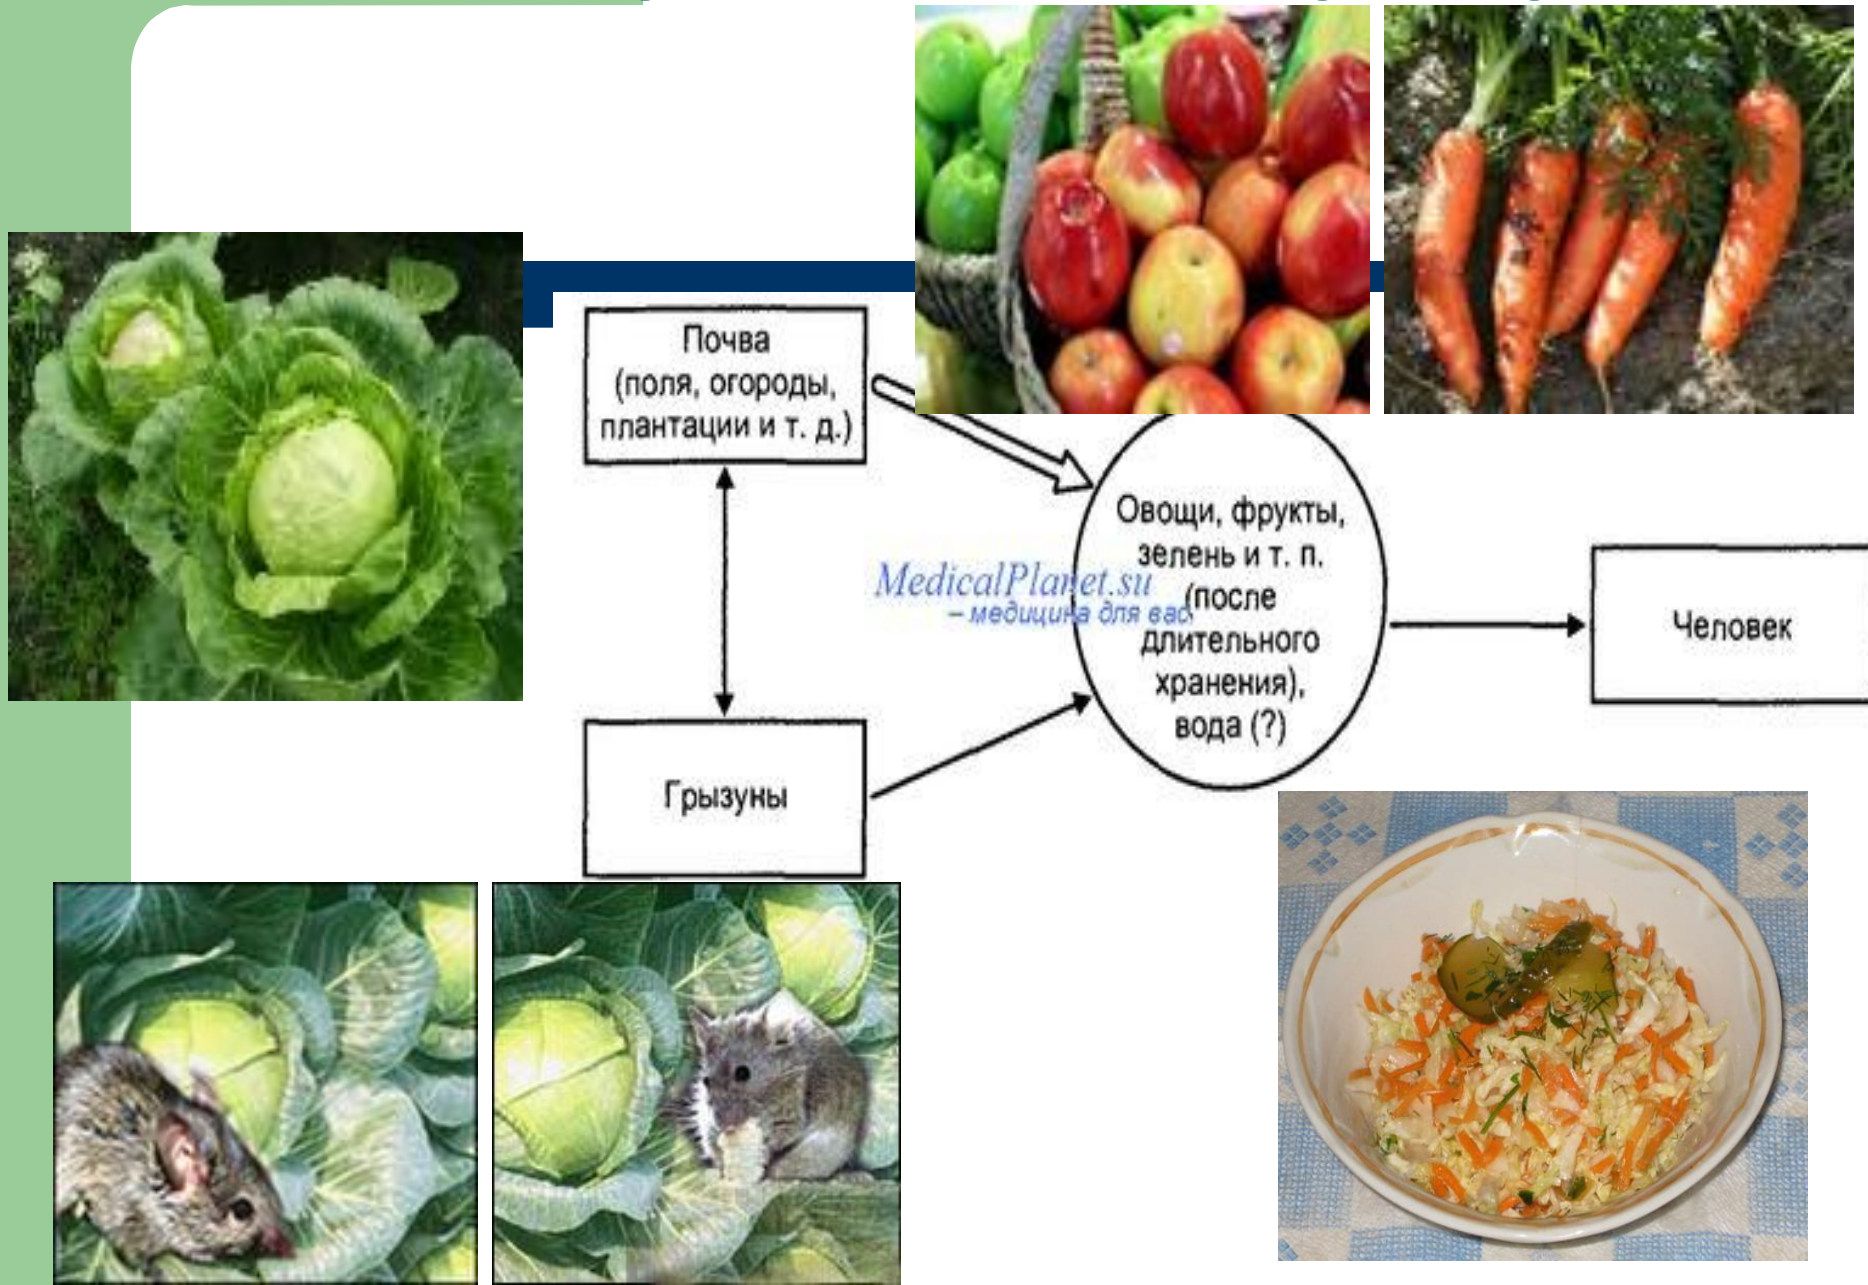 Почва
(поля, огороды,
плантации и т. д.)
Овощи, фрукты,
зелень и т. п.
(после
длительного
хранения),
вода (?)
MedicalPlanet.su
– медицина для вас
Человек
Грызуны